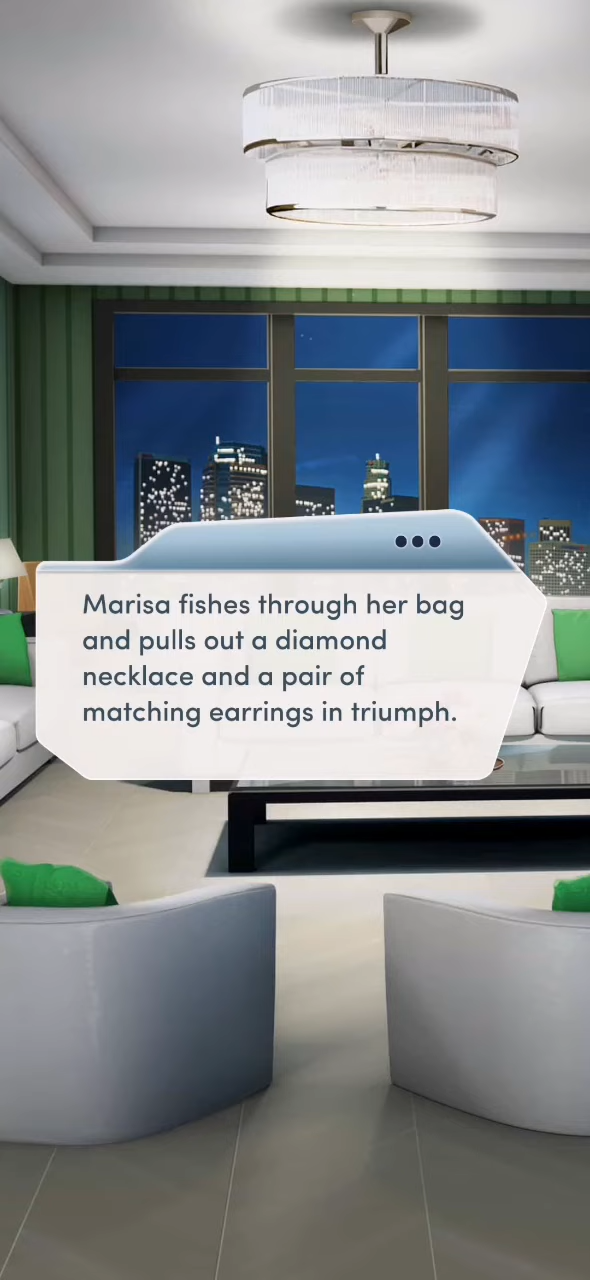 Marisa fishes through her bag
and pulls out a diamond
necklace and a pair of
matching earrings in triumph.